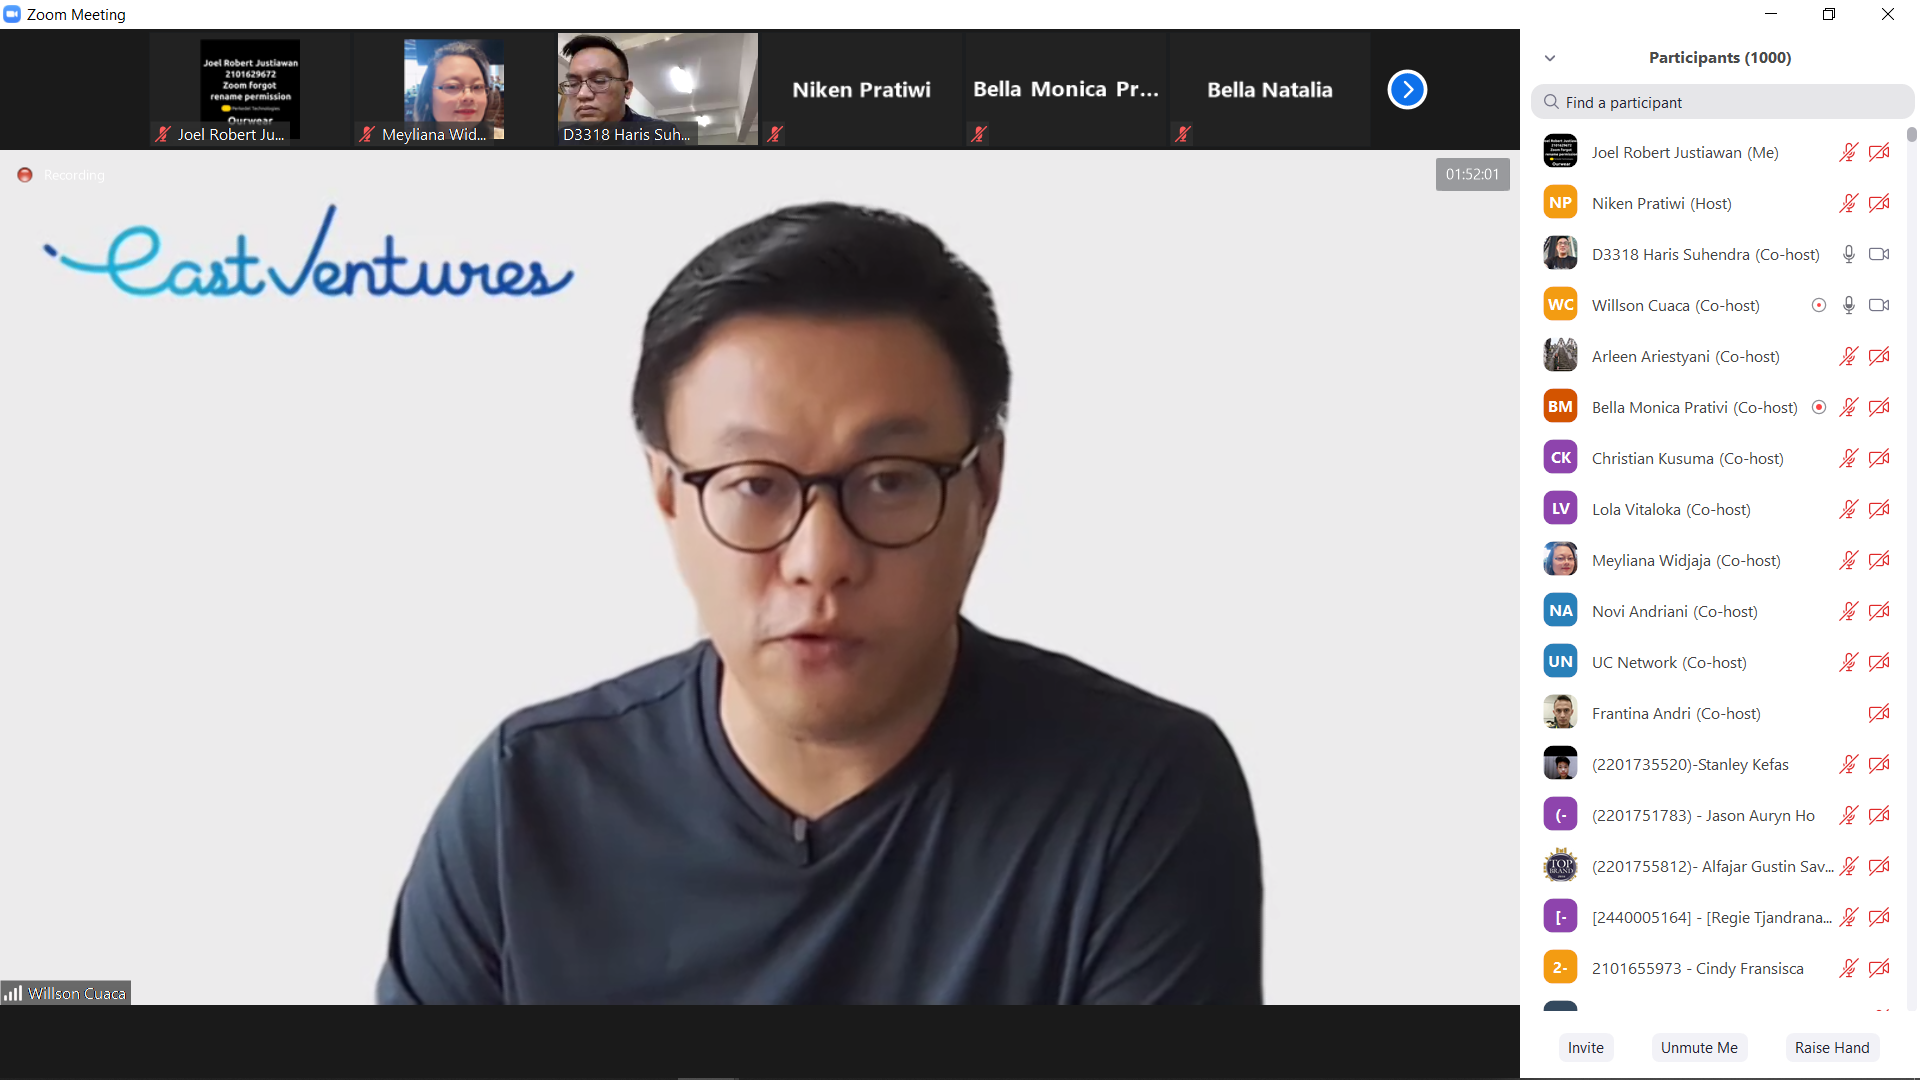 Zoom Meeting
Joel Robert Justiawan
2101629672
Zoom forgot
rename permission
Ourwear
Joel Robert Ju...
Meyliana Wid...
D3318 Haris Suh...
Niken Pratiwi
Bella Monica Pr...
Bella Natalia
Recording
01:52:01
East Ventures
Willson Cuaca
Participants (1000)
Find a participant
Joel Robert Justiawan (Me)
NP
Niken Pratiwi (Host)
D3318 Haris Suhendra (Co-host)
WC
Willson Cuaca (Co-host)
Arleen Ariestyani (Co-host)
BM
Bella Monica Prativi (Co-host)
CK
Christian Kusuma (Co-host)
LV
Lola Vitaloka (Co-host)
Meyliana Widjaja (Co-host)
NA
Novi Andriani (Co-host)
UN
UC Network (Co-host)
Frantina Andri (Co-host)
(2201735520)-Stanley Kefas
(-
(2201751783) - Jason Auryn Ho
TOP
BRAND
(2201755812)- Alfajar Gustin Sav...
[-
[2440005164] - [Regie Tjandrana...
2-
2101655973 - Cindy Fransisca
Invite
Unmute Me
Raise Hand